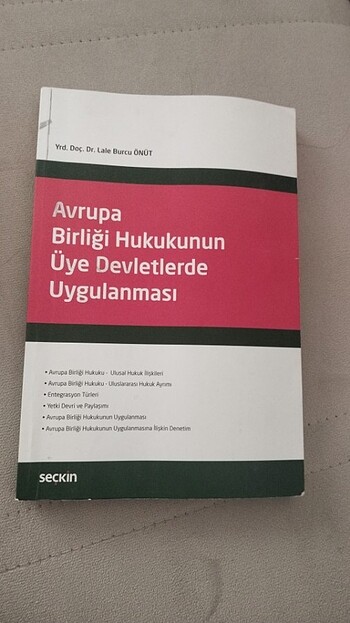 Yrd. Doç. Dr. Lale Burcu ÖNÜT
Avrupa
Birliği Hukukunun
Üye Devletlerde
Uygulanması
• Avrupa Birliği Hukuku - Ulusal Hukuk İlişkileri
• Avrupa Birliği Hukuku - Uluslararası Hukuk Ayrımı
• Entegrasyon Türleri
• Yetki Devri ve Paylaşımı
• Avrupa Birliği Hukukunun Uygulanması
• Avrupa Birliği Hukukunun Uygulanmasına İlişkin Denetim
seçkin